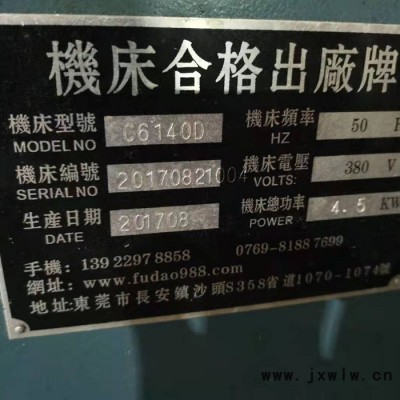 機床合格出廠牌
機床型號 C6140D 機床頻率 50 H
MODEL NO HZ
機床編號 20170821004 機床電壓 380 V
SERIAL NO VOLTS:
生產日期 201708 機床總功率 4.5 KW
DATE POWER
手機：139 2297 8858 0769-8188 7699
網址：www.fudao988.com
地址:東莞市長安鎮沙頭S358省道1070-1074號
www.jxwlw.cn